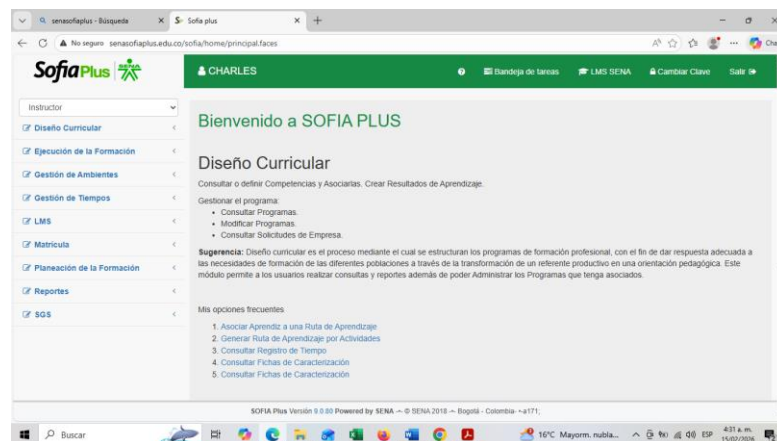 senasofiaplus - Búsqueda
Sofia plus
No seguro senasofiaplus.edu.co/sofia/home/principal.faces
SofiaPlus SENA
CHARLES
Bandeja de tareas
LMS SENA
Cambiar Clave
Salir
Instructor
Diseño Curricular
Ejecución de la Formación
Gestión de Ambientes
Gestión de Tiempos
LMS
Matrícula
Planeación de la Formación
Reportes
SGS
Bienvenido a SOFIA PLUS
Diseño Curricular
Consultar o definir Competencias y Asociarlas. Crear Resultados de Aprendizaje.
Gestionar el programa:
• Consultar Programas.
• Modificar Programas.
• Consultar Solicitudes de Empresa.
Sugerencia: Diseño curricular es el proceso mediante el cual se estructuran los programas de formación profesional, con el fin de dar respuesta adecuada a
las necesidades de formación de las diferentes poblaciones a través de la transformación de un referente productivo en una orientación pedagógica. Este
módulo permite a los usuarios realizar consultas y reportes además de poder Administrar los Programas que tenga asociados.
Mis opciones frecuentes
1. Asociar Aprendiz a una Ruta de Aprendizaje
2. Generar Ruta de Aprendizaje por Actividades
3. Consultar Registro de Tiempo
4. Consultar Fichas de Caracterización
5. Consultar Fichas de Caracterización
SOFIA Plus Versión 9.0.80 Powered by SENA -- © SENA 2018 -- Bogotá - Colombia-
Buscar
16°C Mayorm. nubla...
ESP
4:31 a. m.
15/02/2026